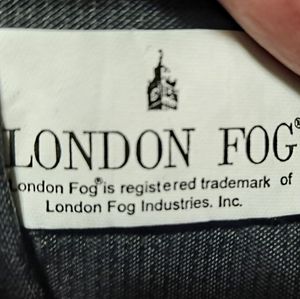 LONDON FOG®
London Fog® is registered trademark of
London Fog Industries. Inc.